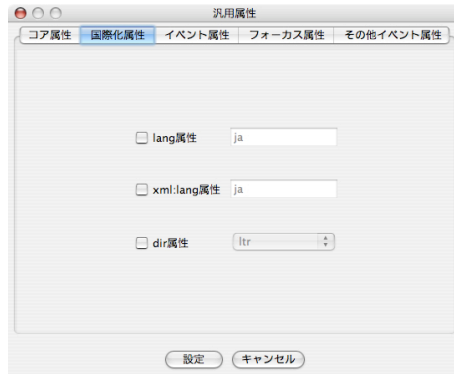 汎用属性
コア属性 国際化属性 イベント属性 フォーカス属性 その他イベント属性
lang属性 ja
xml:lang属性 ja
dir属性 ltr
設定 キャンセル